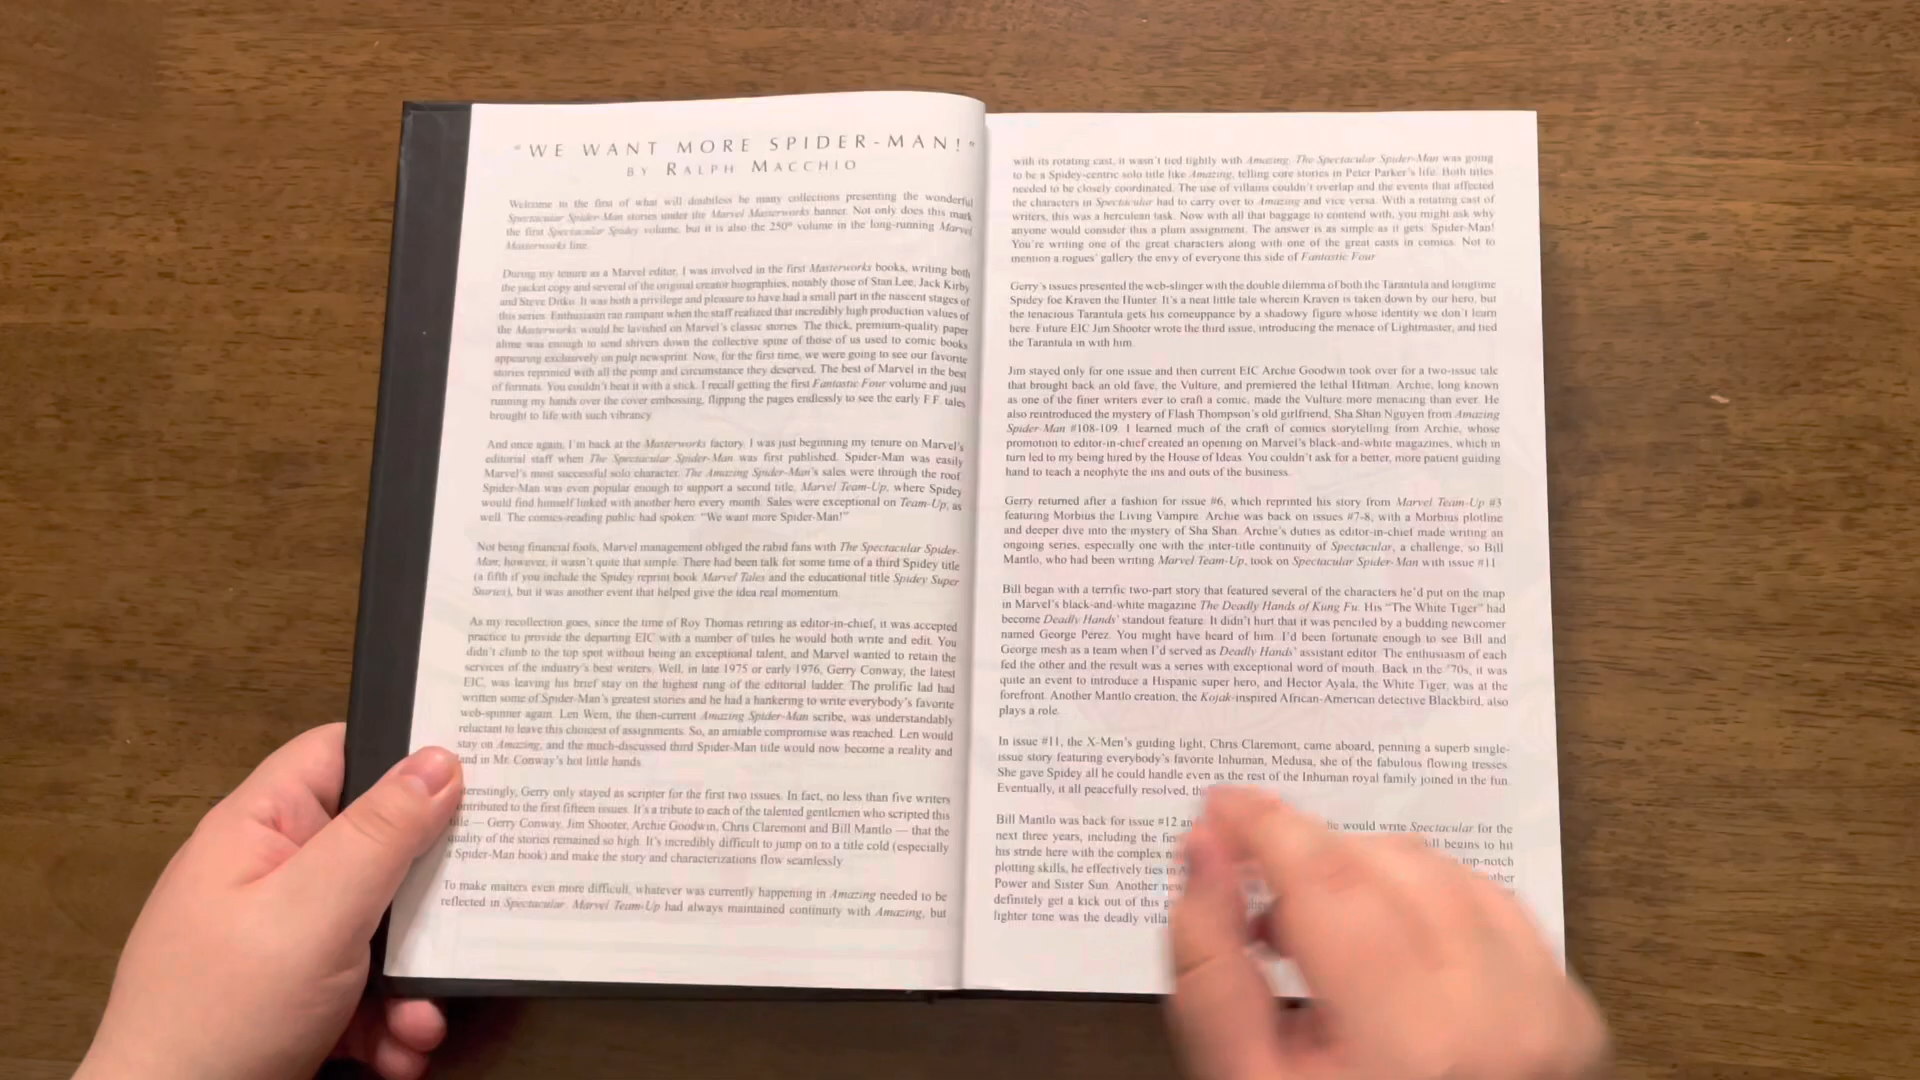 "WE WANT MORE SPIDER-MAN!"
BY RALPH MACCHIO
Welcome to the first of what will doubtless be many collections presenting the wonderful
Spectacular Spider-Man stories under the Marvel Masterworks banner. Not only does this mark
the first Spectacular Spidey volume, but it is also the 250th volume in the long-running Marvel
Masterworks line.
During my tenure as a Marvel editor, I was involved in the first Masterworks books, writing both
the jacket copy and several of the original creator biographies, notably those of Stan Lee, Jack Kirby
and Steve Ditko. It was both a privilege and pleasure to have had a small part in the nascent stages of
this series. Enthusiasm ran rampant when the staff realized that incredibly high production values of
the Masterworks would be lavished on Marvel's classic stories. The thick, premium-quality paper
alone was enough to send shivers down the collective spine of those of us used to comic books
appearing exclusively on pulp newsprint. Now, for the first time, we were going to see our favorite
stories reprinted with all the pomp and circumstance they deserved. The best of Marvel in the best
of formats. You couldn't beat it with a stick. I recall getting the first Fantastic Four volume and just
running my hands over the cover embossing, flipping the pages endlessly to see the early F.F. tales
brought to life with such vibrancy.
And once again, I'm back at the Masterworks factory. I was just beginning my tenure on Marvel's
editorial staff when The Spectacular Spider-Man was first published. Spider-Man was easily
Marvel's most successful solo character. The Amazing Spider-Man's sales were through the roof.
Spider-Man was even popular enough to support a second title, Marvel Team-Up, where Spidey
would find himself linked with another hero every month. Sales were exceptional on Team-Up, as
well. The comics-reading public had spoken: "We want more Spider-Man!"
Not being financial fools, Marvel management obliged the rabid fans with The Spectacular Spider-
Man; however, it wasn't quite that simple. There had been talk for some time of a third Spidey title
(a fifth if you include the Spidey reprint book Marvel Tales and the educational title Spidey Super
Stories), but it was another event that helped give the idea real momentum.
As my recollection goes, since the time of Roy Thomas retiring as editor-in-chief, it was accepted
practice to provide the departing EIC with a number of titles he would both write and edit. You
didn't climb to the top spot without being an exceptional talent, and Marvel wanted to retain the
services of the industry's best writers. Well, in late 1975 or early 1976, Gerry Conway, the latest
EIC, was leaving his brief stay on the highest rung of the editorial ladder. The prolific lad had
written some of Spider-Man's greatest stories and he had a hankering to write everybody's favorite
web-spinner again. Len Wein, the then-current Amazing Spider-Man scribe, was understandably
reluctant to leave this choicest of assignments. So, an amiable compromise was reached. Len would
stay on Amazing, and the much-discussed third Spider-Man title would now become a reality and
land in Mr. Conway's hot little hands.
terestingly, Gerry only stayed as scripter for the first two issues. In fact, no less than five writers
ontributed to the first fifteen issues. It's a tribute to each of the talented gentlemen who scripted this
title — Gerry Conway, Jim Shooter, Archie Goodwin, Chris Claremont and Bill Mantlo — that the
quality of the stories remained so high. It's incredibly difficult to jump on to a title cold (especially
a Spider-Man book) and make the story and characterizations flow seamlessly.
To make matters even more difficult, whatever was currently happening in Amazing needed to be
reflected in Spectacular. Marvel Team-Up had always maintained continuity with Amazing, but
with its rotating cast, it wasn't tied tightly with Amazing. The Spectacular Spider-Man was going
to be a Spidey-centric solo title like Amazing, telling core stories in Peter Parker's life. Both titles
needed to be closely coordinated. The use of villains couldn't overlap and the events that affected
the characters in Spectacular had to carry over to Amazing and vice versa. With a rotating cast of
writers, this was a herculean task. Now with all that baggage to contend with, you might ask why
anyone would consider this a plum assignment. The answer is as simple as it gets: Spider-Man!
You're writing one of the great characters along with one of the great casts in comics. Not to
mention a rogues' gallery the envy of everyone this side of Fantastic Four.
Gerry's issues presented the web-slinger with the double dilemma of both the Tarantula and longtime
Spidey foe Kraven the Hunter. It's a neat little tale wherein Kraven is taken down by our hero, but
the tenacious Tarantula gets his comeuppance by a shadowy figure whose identity we don't learn
here. Future EIC Jim Shooter wrote the third issue, introducing the menace of Lightmaster, and tied
the Tarantula in with him.
Jim stayed only for one issue and then current EIC Archie Goodwin took over for a two-issue tale
that brought back an old fave, the Vulture, and premiered the lethal Hitman. Archie, long known
as one of the finer writers ever to craft a comic, made the Vulture more menacing than ever. He
also reintroduced the mystery of Flash Thompson's old girlfriend, Sha Shan Nguyen from Amazing
Spider-Man #108-109. I learned much of the craft of comics storytelling from Archie, whose
promotion to editor-in-chief created an opening on Marvel's black-and-white magazines, which in
turn led to my being hired by the House of Ideas. You couldn't ask for a better, more patient guiding
hand to teach a neophyte the ins and outs of the business.
Gerry returned after a fashion for issue #6, which reprinted his story from Marvel Team-Up #3
featuring Morbius the Living Vampire. Archie was back on issues #7-8, with a Morbius plotline
and deeper dive into the mystery of Sha Shan. Archie's duties as editor-in-chief made writing an
ongoing series, especially one with the inter-title continuity of Spectacular, a challenge, so Bill
Mantlo, who had been writing Marvel Team-Up, took on Spectacular Spider-Man with issue #11.
Bill began with a terrific two-part story that featured several of the characters he'd put on the map
in Marvel's black-and-white magazine The Deadly Hands of Kung Fu. His "The White Tiger" had
become Deadly Hands' standout feature. It didn't hurt that it was penciled by a budding newcomer
named George Pérez. You might have heard of him. I'd been fortunate enough to see Bill and
George mesh as a team when I'd served as Deadly Hands' assistant editor. The enthusiasm of each
fed the other and the result was a series with exceptional word of mouth. Back in the '70s, it was
quite an event to introduce a Hispanic super hero, and Hector Ayala, the White Tiger, was at the
forefront. Another Mantlo creation, the Kojak-inspired African-American detective Blackbird, also
plays a role.
In issue #11, the X-Men's guiding light, Chris Claremont, came aboard, penning a superb single-
issue story featuring everybody's favorite Inhuman, Medusa, she of the fabulous flowing tresses.
She gave Spidey all he could handle even as the rest of the Inhuman royal family joined in the fun.
Eventually, it all peacefully resolved,
Bill Mantlo was back for issue #12 an he would write Spectacular for the
next three years, including the begins to hit
his stride here with the complex top-notch
plotting skills, he effectively ties in other
Power and Sister Sun. Another new
definitely get a kick out of this
lighter tone was the deadly